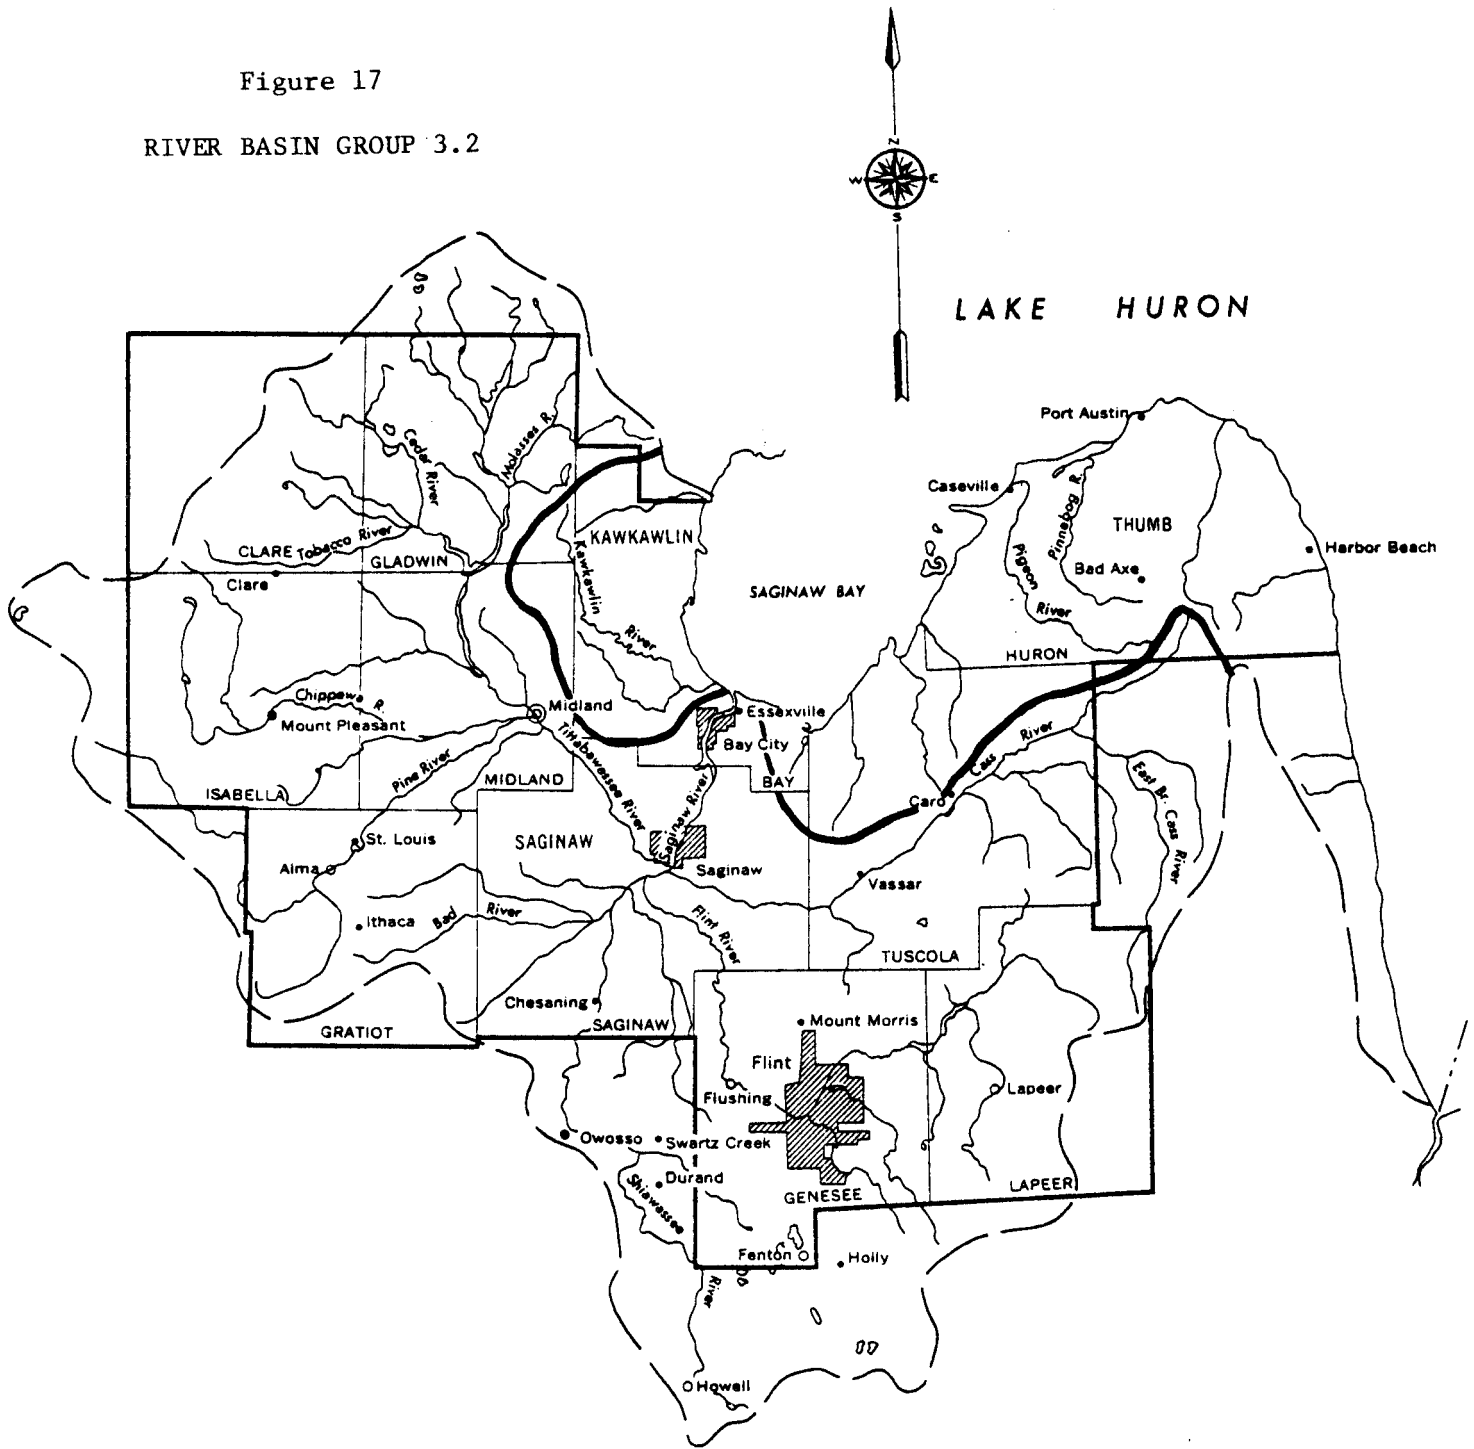 Figure 17
RIVER BASIN GROUP 3.2
N
W
E
S
LAKE HURON
Port Austin
Caseville
Pinnebog R.
THUMB
Harbor Beach
Bad Axe
Pigeon
River
HURON
Molasses R.
Cedar River
KAWKAWLIN
CLARE
Tobacco River
GLADWIN
Clare
Kawkawlin
River
SAGINAW BAY
Chippewa R.
Mount Pleasant
Midland
Essexville
Bay City
BAY
Tittabawassee River
Saginaw River
Pine River
MIDLAND
ISABELLA
Cass River
East Br. Cass River
Caro
St. Louis
Alma
SAGINAW
Saginaw
Vassar
Ithaca
Bad River
Flint River
TUSCOLA
Chesaning
SAGINAW
GRATIOT
Mount Morris
Flint
Flushing
Lapeer
Owosso
Swartz Creek
Durand
Shiawassee
River
GENESEE
LAPEER
Fenton
Holly
Howell